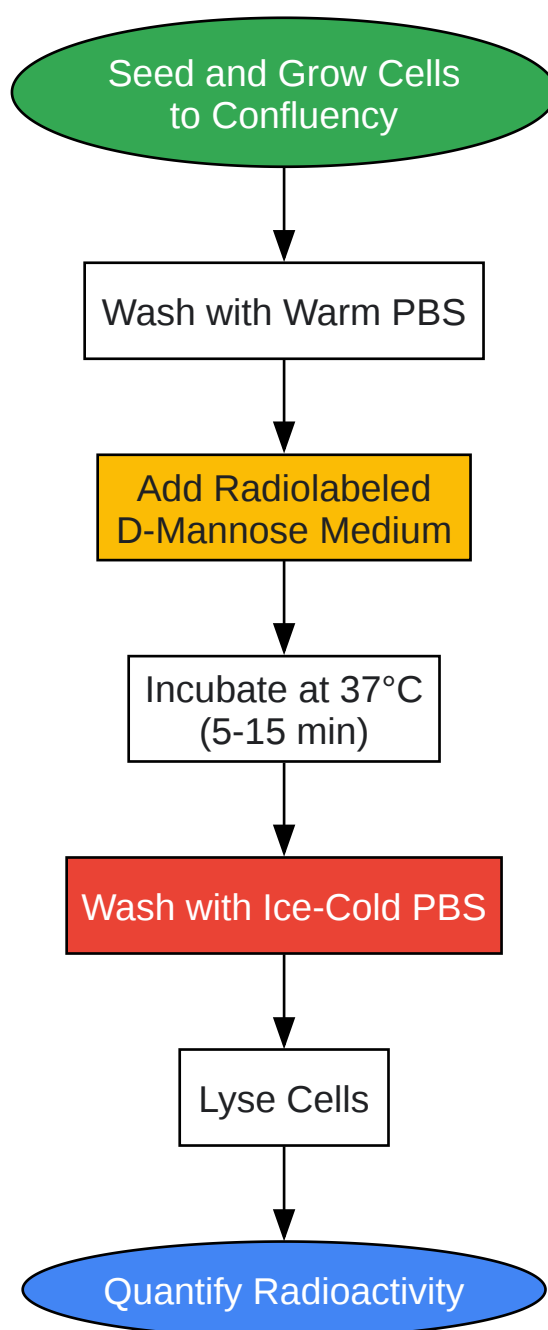 Seed and Grow Cells
to Confluency
Wash with Warm PBS
Add Radiolabeled
D-Mannose Medium
Incubate at 37°C
(5-15 min)
Wash with Ice-Cold PBS
Lyse Cells
Quantify Radioactivity